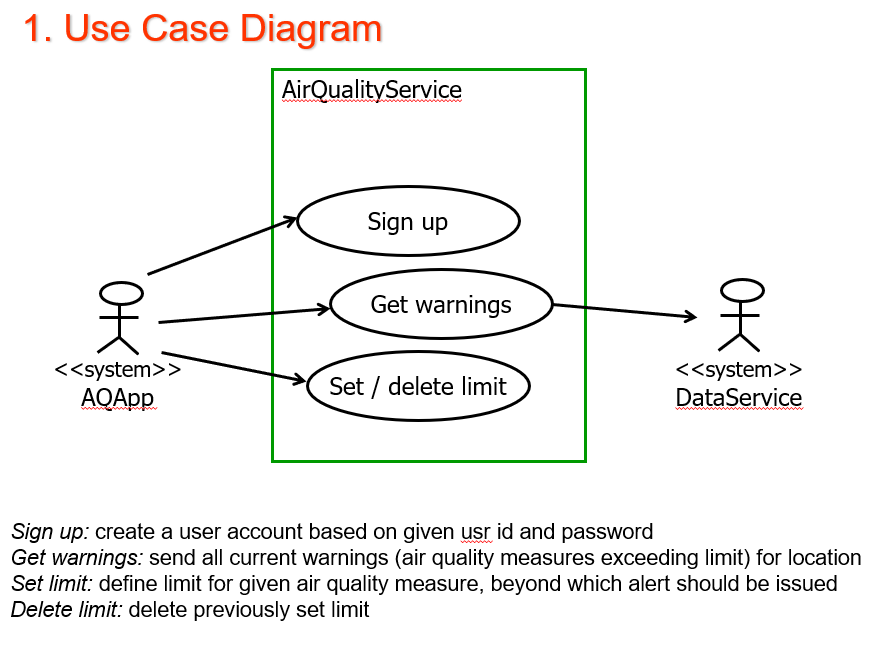 1. Use Case Diagram
AirQualityService
Sign up
Get warnings
Set / delete limit
<<system>>
AQApp
<<system>>
DataService
Sign up: create a user account based on given usr id and password
Get warnings: send all current warnings (air quality measures exceeding limit) for location
Set limit: define limit for given air quality measure, beyond which alert should be issued
Delete limit: delete previously set limit